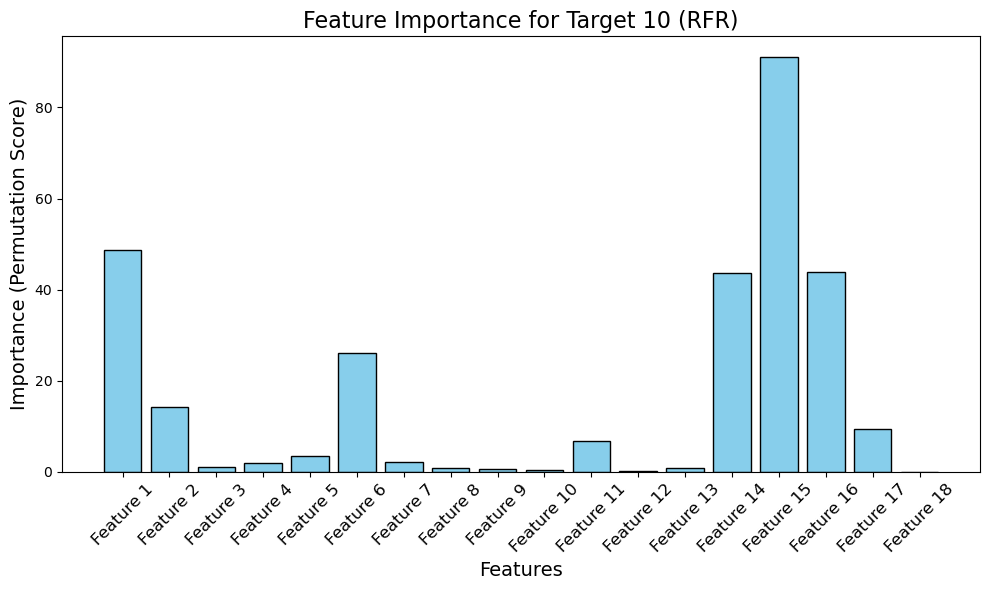 Feature Importance for Target 10 (RFR)
Importance (Permutation Score)
80
60
40
20
0
Feature 1
Feature 2
Feature 3
Feature 4
Feature 5
Feature 6
Feature 7
Feature 8
Feature 9
Feature 10
Feature 11
Feature 12
Feature 13
Feature 14
Feature 15
Feature 16
Feature 17
Feature 18
Features